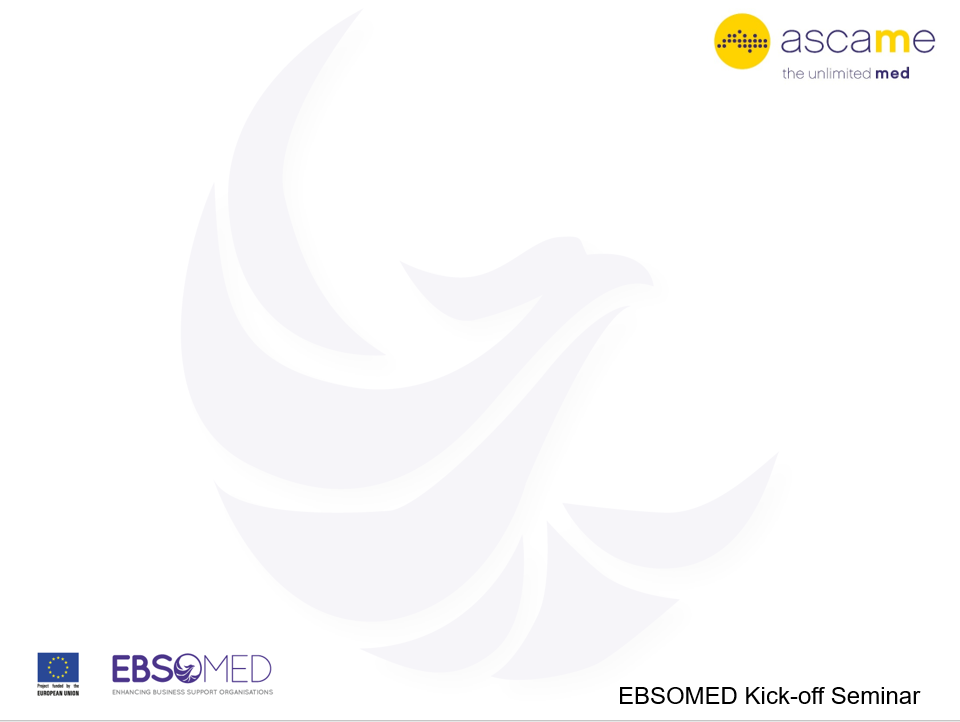 ascame
the unlimited med
Project funded by the
EUROPEAN UNION
EBSOMED
ENHANCING BUSINESS SUPPORT ORGANISATIONS
EBSOMED Kick-off Seminar